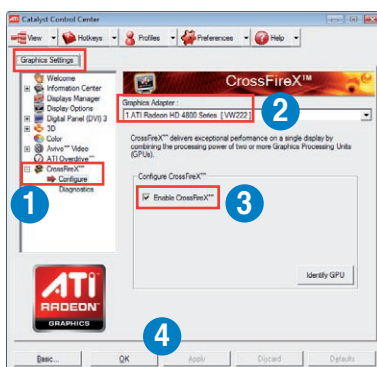 Catalyst Control Center
View Hotkeys Profiles Preferences Help
Graphics Settings
Welcome
Information Center
Displays Manager
Display Options
Digital Panel (DVI) 3
3D
Color
Avivo™ Video
ATI Overdrive™
CrossFireX™
Configure
Diagnostics
1
CrossFireX™
Graphics Adapter :
1 ATI Radeon HD 4800 Series [ VW222 ]
2
CrossFireX™ delivers exceptional performance on a single display by
combining the processing power of two or more Graphics Processing Units
(GPUs).
Configure CrossFireX™
Enable CrossFireX™
3
Identify GPU
ATI
RADEON
GRAPHICS
4
Basic... OK Apply Discard Defaults